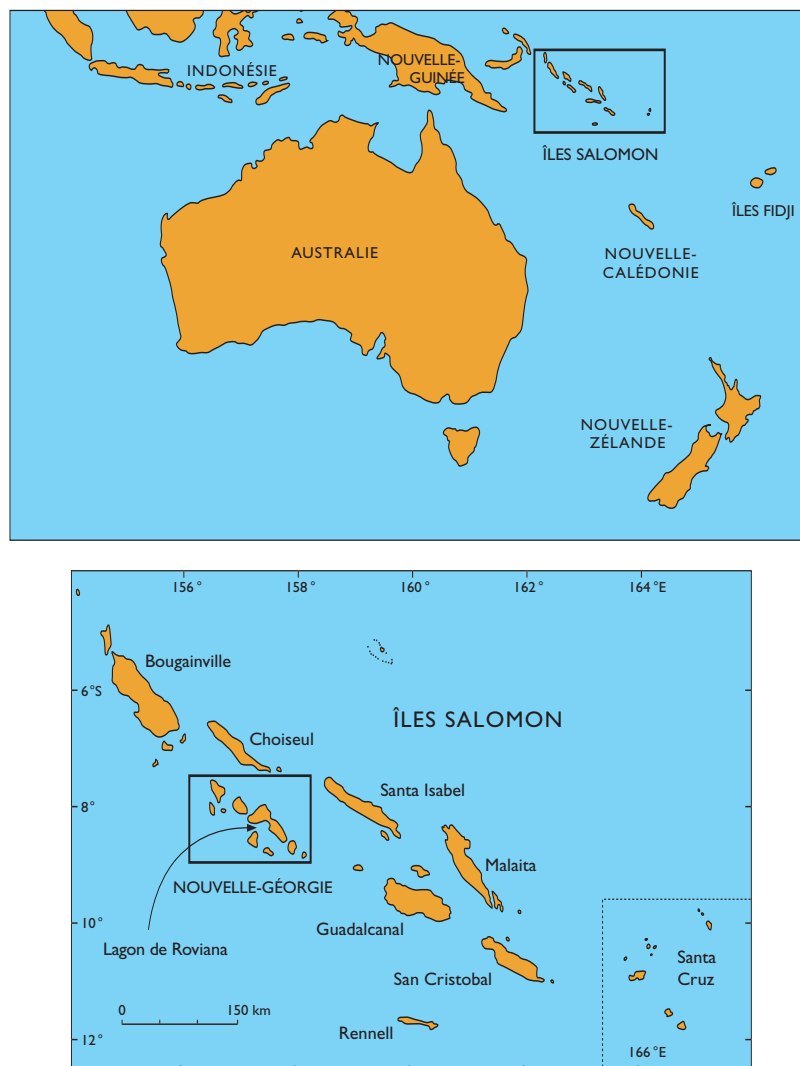 INDONÉSIE
NOUVELLE-
GUINÉE
ÎLES SALOMON
ÎLES FIDJI
AUSTRALIE
NOUVELLE-
CALÉDONIE
NOUVELLE-
ZÉLANDE
156° 158° 160° 162° 164°E
Bougainville
6°S
ÎLES SALOMON
Choiseul
Santa Isabel
8°
Malaita
NOUVELLE-GÉORGIE
10°
Guadalcanal
Lagon de Roviana
Santa
Cruz
San Cristobal
0 150 km
Rennell
12°
166°E